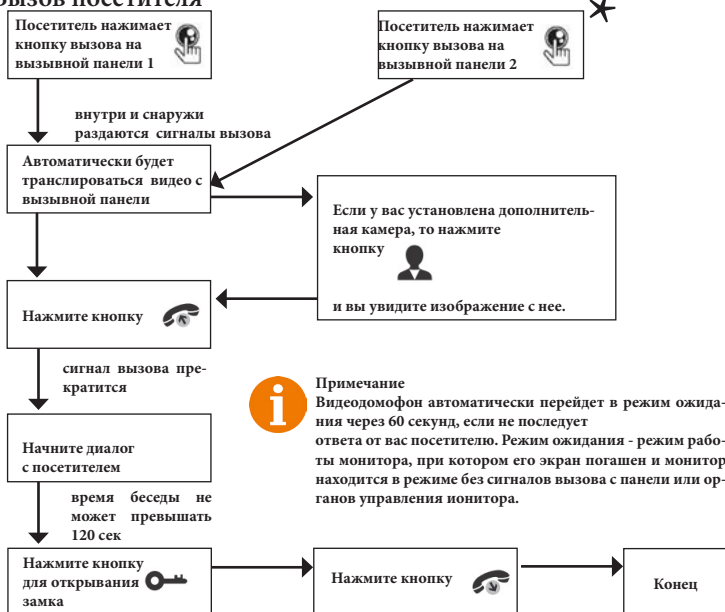 Вызов посетителя
Посетитель нажимает
кнопку вызова на
вызывной панели 1
Посетитель нажимает
кнопку вызова на
вызывной панели 2
внутри и снаружи
раздаются сигналы вызова
Автоматически будет
транслироваться видео с
вызывной панели
Если у вас установлена дополнитель-
ная камера, то нажмите
кнопку
и вы увидите изображение с нее.
Нажмите кнопку
сигнал вызова пре-
кратится
Примечание
Видеодомофон автоматически перейдет в режим ожида-
ния через 60 секунд, если не последует
ответа от вас посетителю. Режим ожидания - режим рабо-
ты монитора, при котором его экран погашен и монитор
находится в режиме без сигналов вызова с панели или ор-
ганов управления ионитора.
Начните диалог
с посетителем
время беседы не
может превышать
120 сек
Нажмите кнопку
для открывания
замка
Нажмите кнопку
Конец